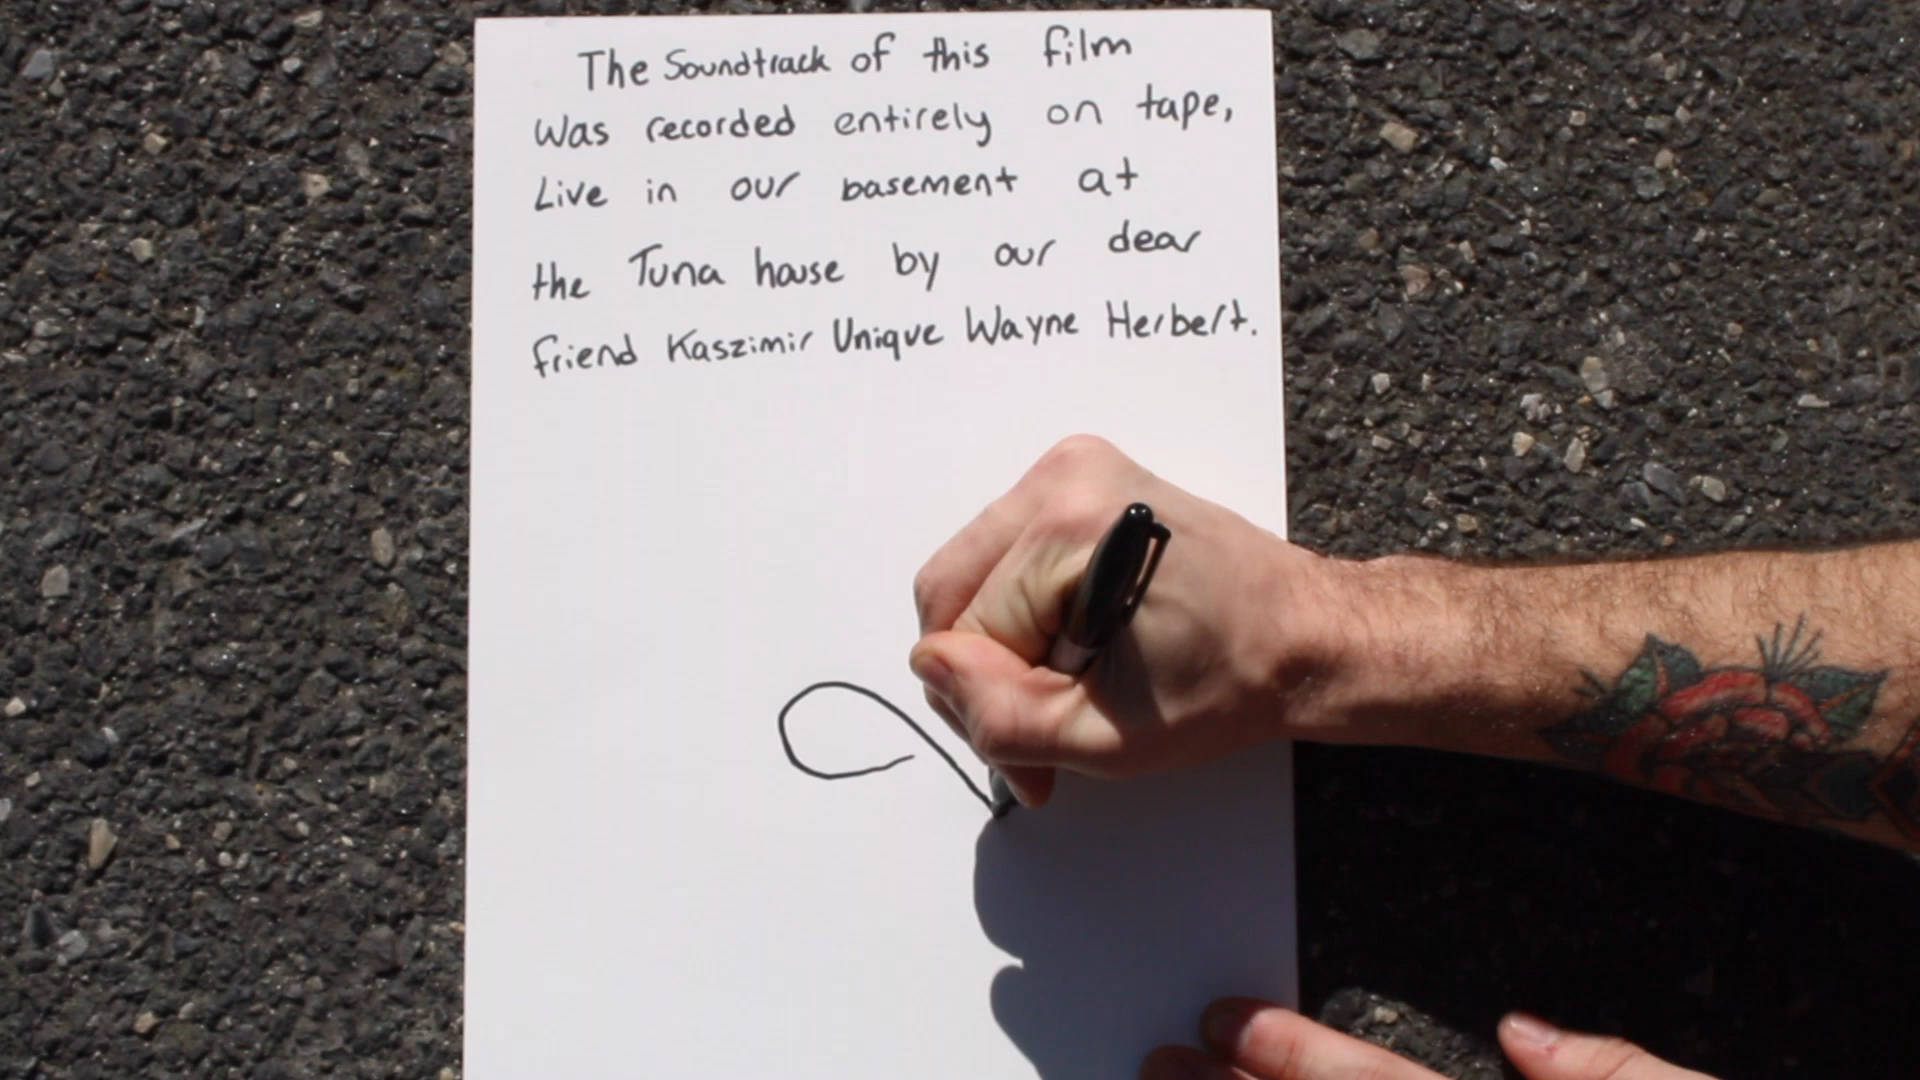 The Soundtrack of this film
was recorded entirely on tape,
Live in our basement at
the Tuna house by our dear
friend Kaszimir Unique Wayne Herbert.